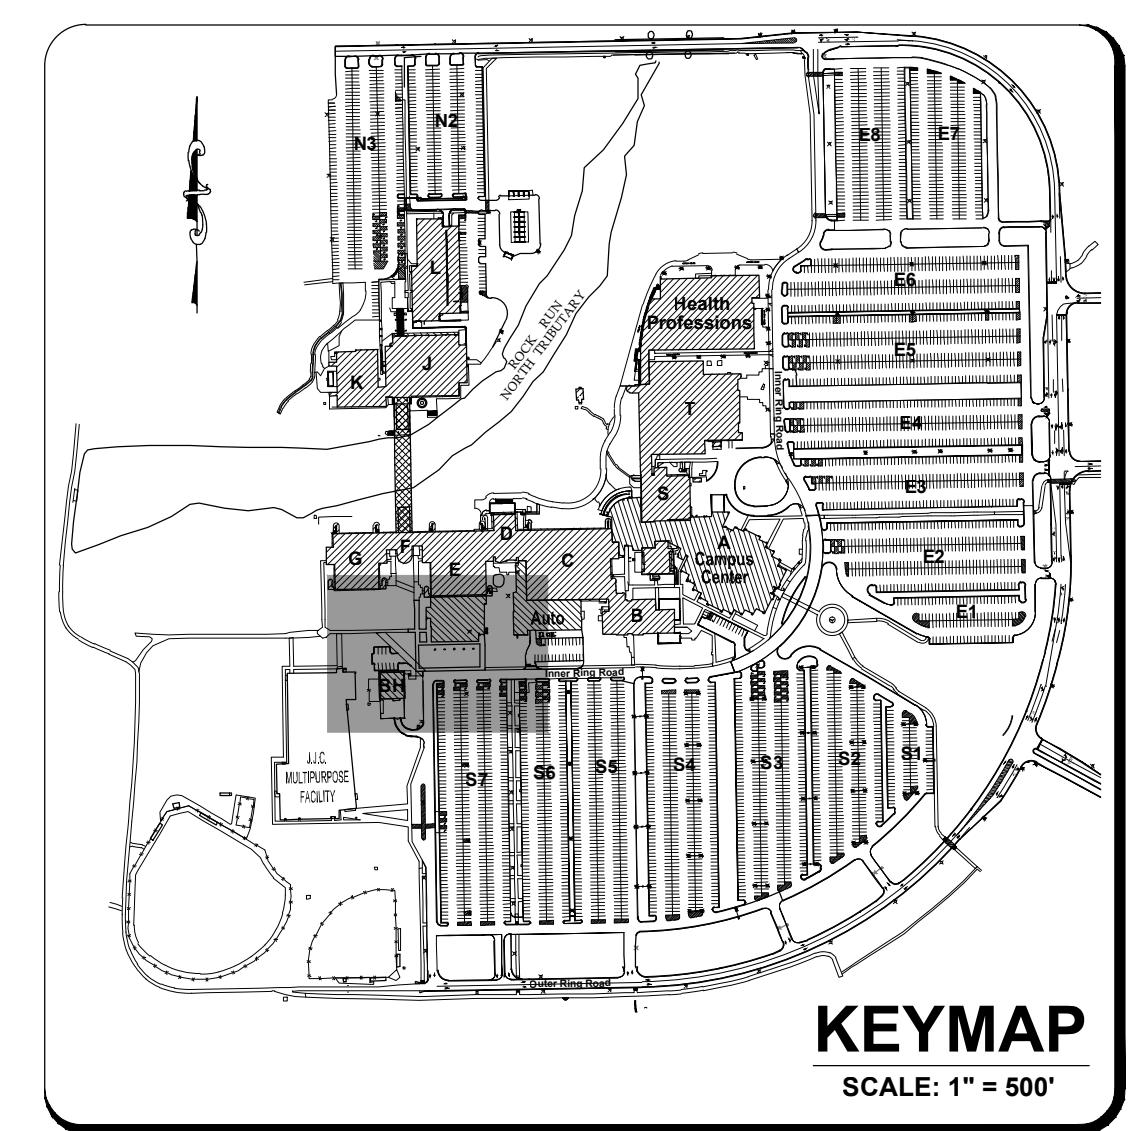 N3
N2
E8
E7
L
E6
Health
Professions
ROCK RUN
NORTH TRIBUTARY
E5
J
K
Inner Ring Road
T
E4
S
E3
D
A
Campus
Center
F
G
E
C
E2
Auto
B
E1
BH
Inner Ring Road
J.J.C.
MULTIPURPOSE
FACILITY
S7
S6
S5
S4
S3
S2
S1
Outer Ring Road
KEYMAP
SCALE: 1" = 500'